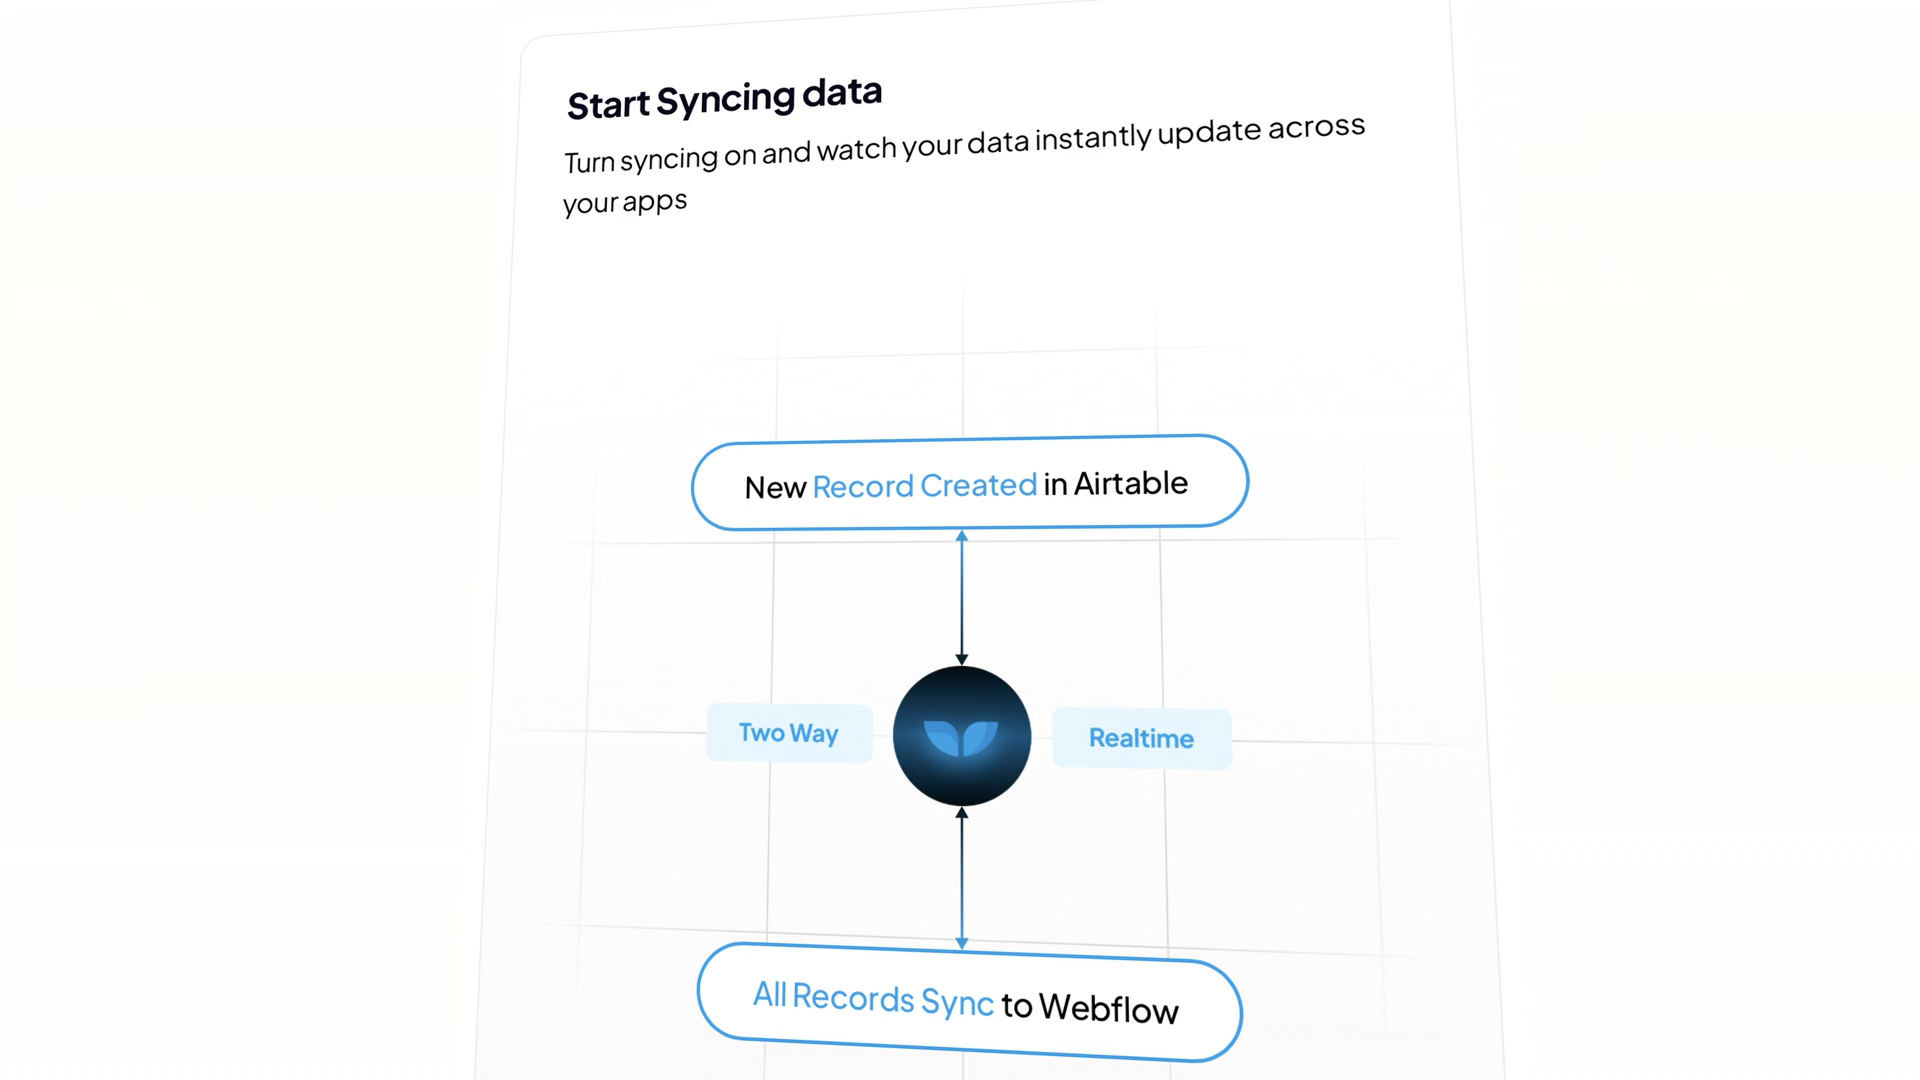 Start Syncing data
Turn syncing on and watch your data instantly update across
your apps
New Record Created in Airtable
Two Way
Realtime
All Records Sync to Webflow